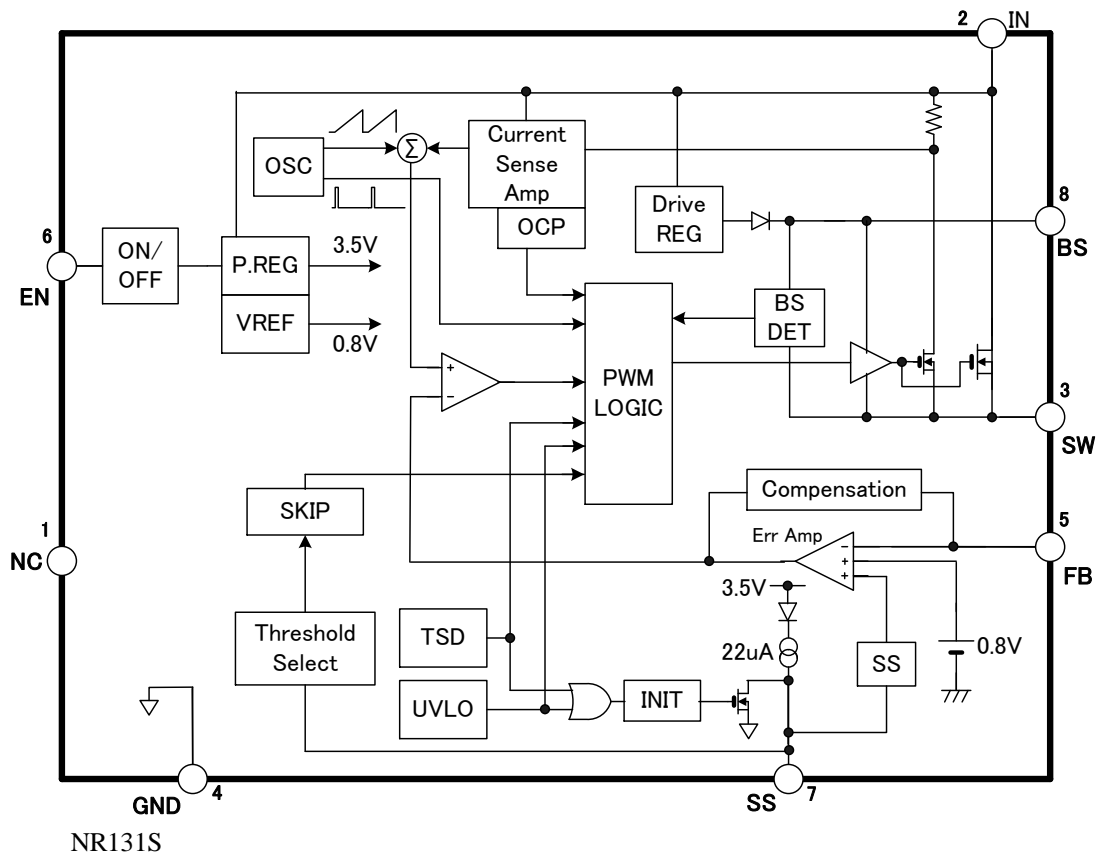 2 IN
Current
Sense
Amp
OCP
OSC
Σ
Drive
REG
8
BS
6
EN
ON/
OFF
P.REG
3.5V
VREF
0.8V
BS
DET
+
−
PWM
LOGIC
3
SW
SKIP
Compensation
1
NC
Err Amp
−
+
+
5
FB
3.5V
Threshold
Select
TSD
22uA
SS
0.8V
UVLO
INIT
GND 4
SS 7
NR131S